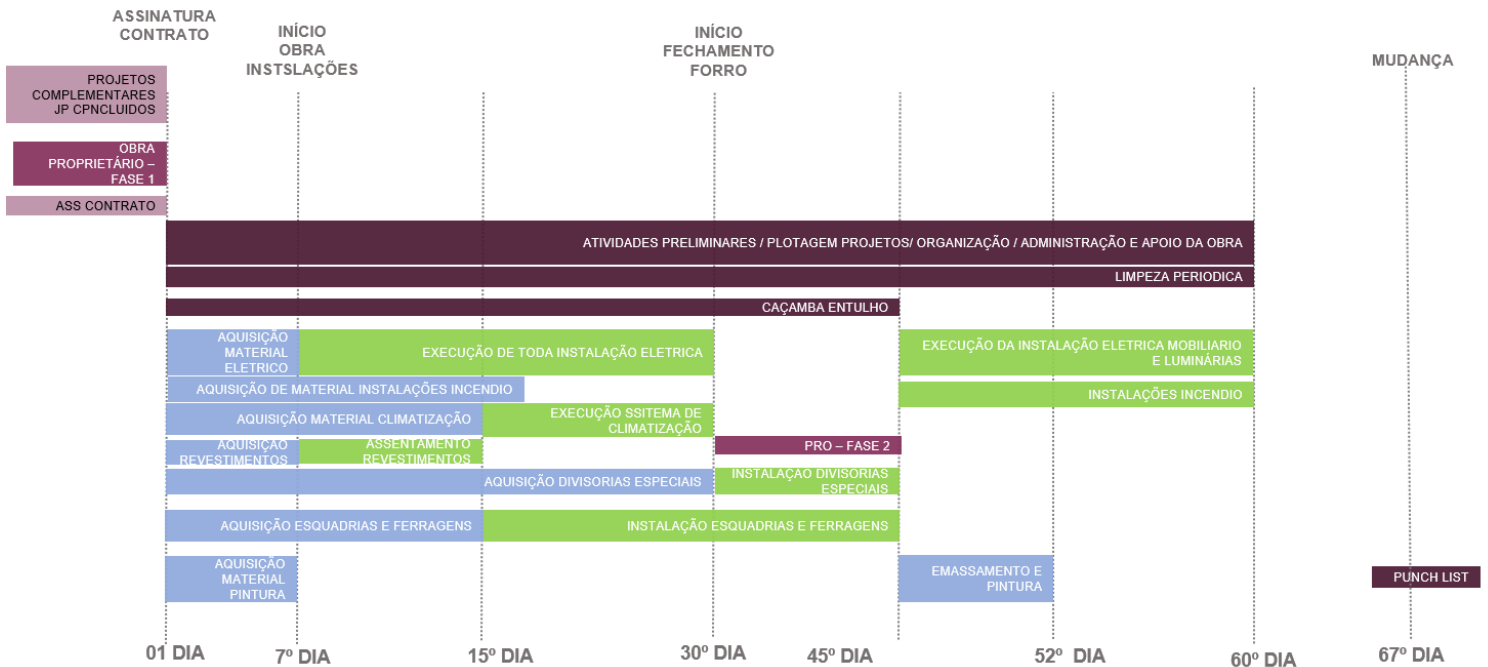 ASSINATURA
CONTRATO
INÍCIO
OBRA
INSTSLAÇÕES
INÍCIO
FECHAMENTO
FORRO
MUDANÇA
PROJETOS
COMPLEMENTARES
JP CPNCLUIDOS
OBRA
PROPRIETÁRIO –
FASE 1
ASS CONTRATO
ATIVIDADES PRELIMINARES / PLOTAGEM PROJETOS/ ORGANIZAÇÃO / ADMINISTRAÇÃO E APOIO DA OBRA
LIMPEZA PERIODICA
CAÇAMBA ENTULHO
AQUISIÇÃO
MATERIAL
ELETRICO
EXECUÇÃO DE TODA INSTALAÇÃO ELETRICA
EXECUÇÃO DA INSTALAÇÃO ELETRICA MOBILIARIO
E LUMINÁRIAS
AQUISIÇÃO DE MATERIAL INSTALAÇÕES INCENDIO
INSTALAÇÕES INCENDIO
AQUISIÇÃO MATERIAL CLIMATIZAÇÃO
EXECUÇÃO SSITEMA DE
CLIMATIZAÇÃO
AQUISIÇÃO
REVESTIMENTOS
ASSENTAMENTO
REVESTIMENTOS
PRO – FASE 2
AQUISIÇÃO DIVISORIAS ESPECIAIS
INSTALAÇÃO DIVISORIAS
ESPECIAIS
AQUISIÇÃO ESQUADRIAS E FERRAGENS
INSTALAÇÃO ESQUADRIAS E FERRAGENS
AQUISIÇÃO
MATERIAL
PINTURA
EMASSAMENTO E
PINTURA
PUNCH LIST
01 DIA
7º DIA
15º DIA
30º DIA
45º DIA
52º DIA
60º DIA
67º DIA